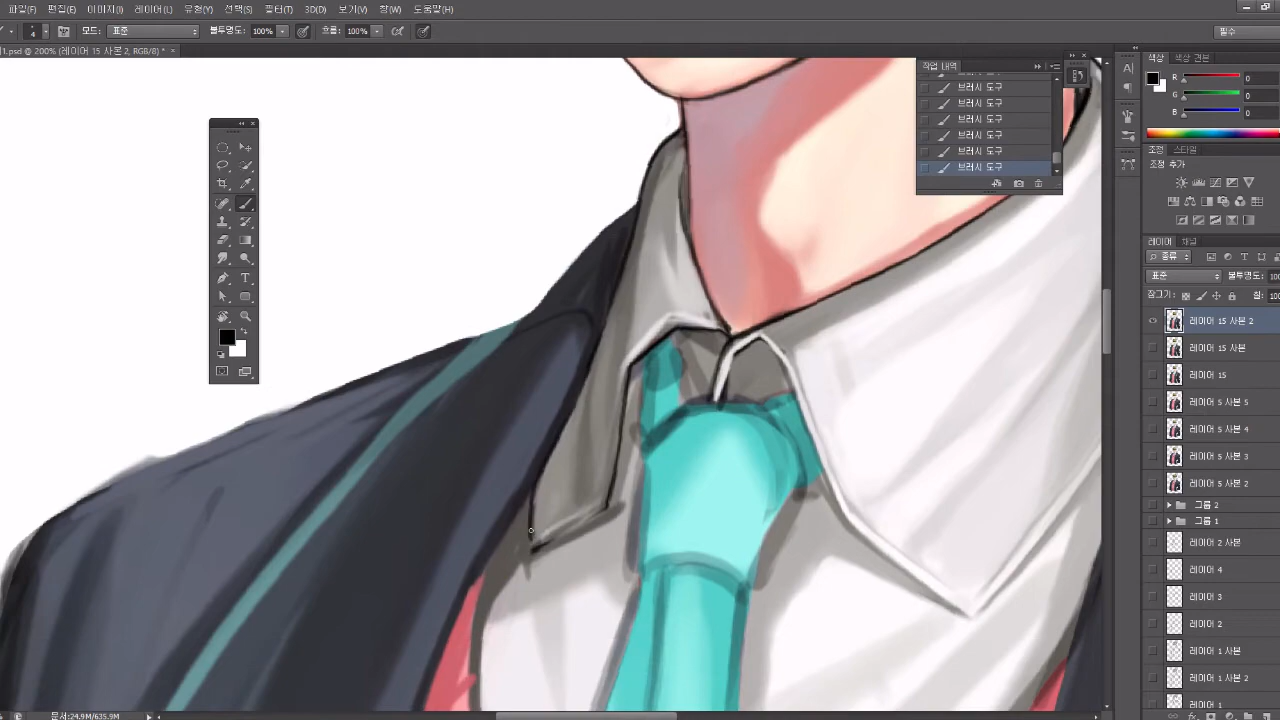 파일(F) 편집(E) 이미지(I) 레이어(L) 유형(Y) 선택(S) 필터(T) 3D(D) 보기(V) 창(W) 도움말(H)
4 모드: 표준 불투명도: 100% 흐름: 100% 필수
1.psd @ 200% (레이어 15 사본 2, RGB/8) * ×
작업 내역
브러시 도구
브러시 도구
브러시 도구
브러시 도구
브러시 도구
브러시 도구
색상 색상 견본
R 0
G 0
B 0
조정 스타일
조정 추가
레이어 채널
종류
표준 불투명도: 100
잠그기: 칠: 100
레이어 15 사본 2
레이어 15 사본
레이어 15
레이어 5 사본 5
레이어 5 사본 4
레이어 5 사본 3
레이어 5 사본 2
그룹 2
그룹 1
레이어 2 사본
레이어 4
레이어 3
레이어 2
레이어 1 사본
레이어 1 사본 2
레이어 1
문서:24.9M/635.9M